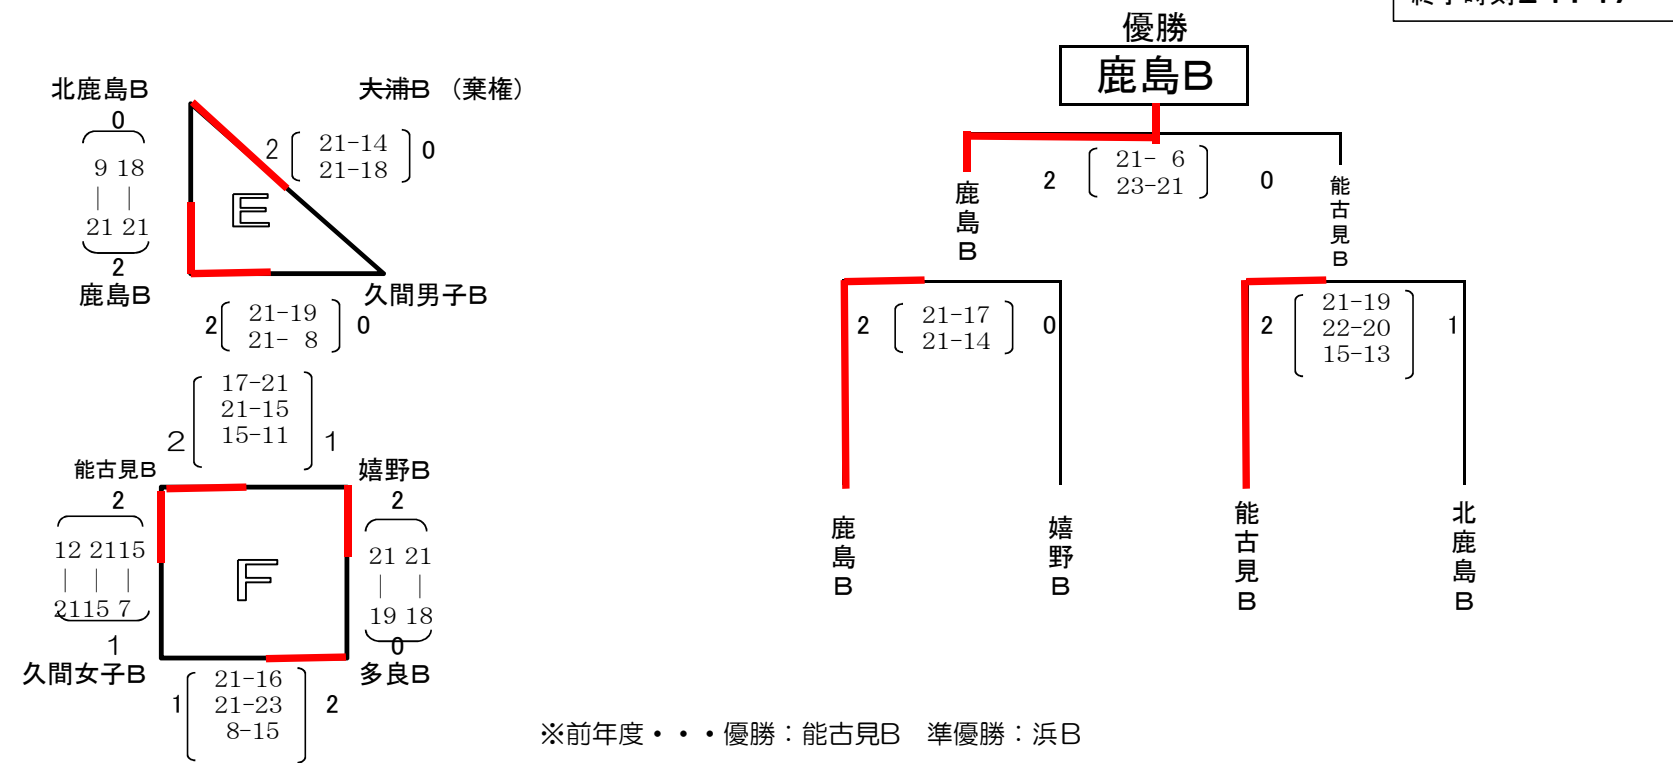 優勝
鹿島B
北鹿島B
大浦B (棄権)
0
9 18
| |
21 21
2
鹿島B
2 21-14 0
21-18
E
久間男子B
2 21-19 0
21- 8
17-21
21-15
2 15-11 1
能古見B
嬉野B
2
2
12 21 15
| | |
21 15 7
1
21 21
| |
19 18
0
F
久間女子B
多良B
21-16
1 21-23 2
8-15
2 21- 6 0
23-21
鹿島B
能古見B
2 21-17 0
21-14
2 21-19 1
22-20
15-13
鹿島B
嬉野B
能古見B
北鹿島B
※前年度・・・優勝：能古見B 準優勝：浜B